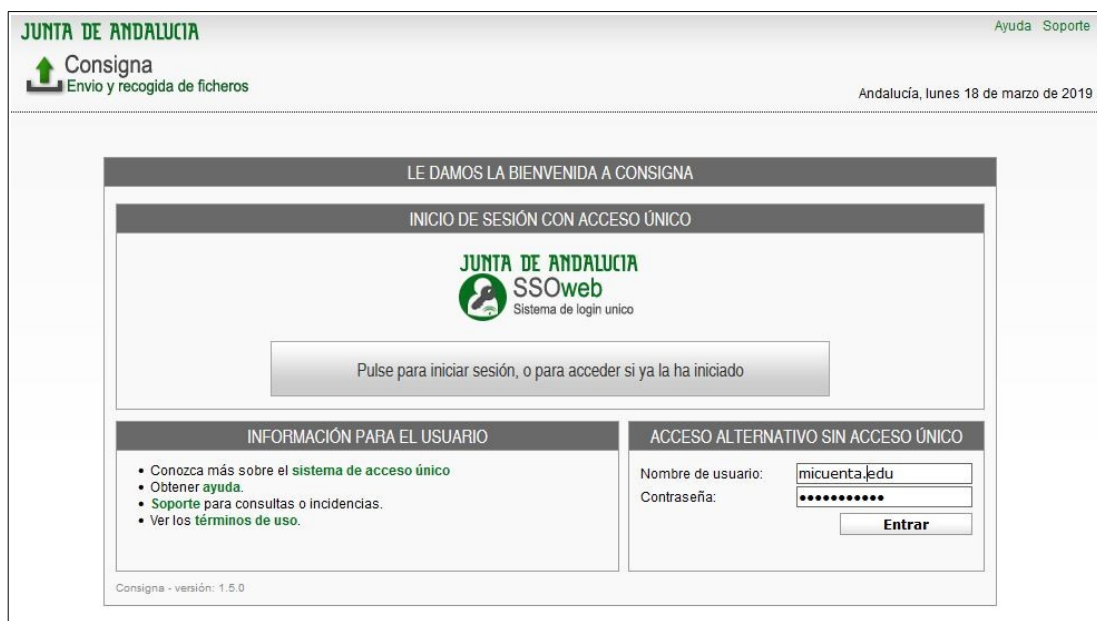 JUNTA DE ANDALUCIA
Ayuda Soporte
Consigna
Envio y recogida de ficheros
Andalucía, lunes 18 de marzo de 2019
LE DAMOS LA BIENVENIDA A CONSIGNA
INICIO DE SESIÓN CON ACCESO ÚNICO
JUNTA DE ANDALUCIA
SSOweb
Sistema de login unico
Pulse para iniciar sesión, o para acceder si ya la ha iniciado
INFORMACIÓN PARA EL USUARIO
• Conozca más sobre el sistema de acceso único
• Obtener ayuda.
• Soporte para consultas o incidencias.
• Ver los términos de uso.
ACCESO ALTERNATIVO SIN ACCESO ÚNICO
Nombre de usuario: micuenta.edu
Contraseña: •••••••••••
Entrar
Consigna - versión: 1.5.0